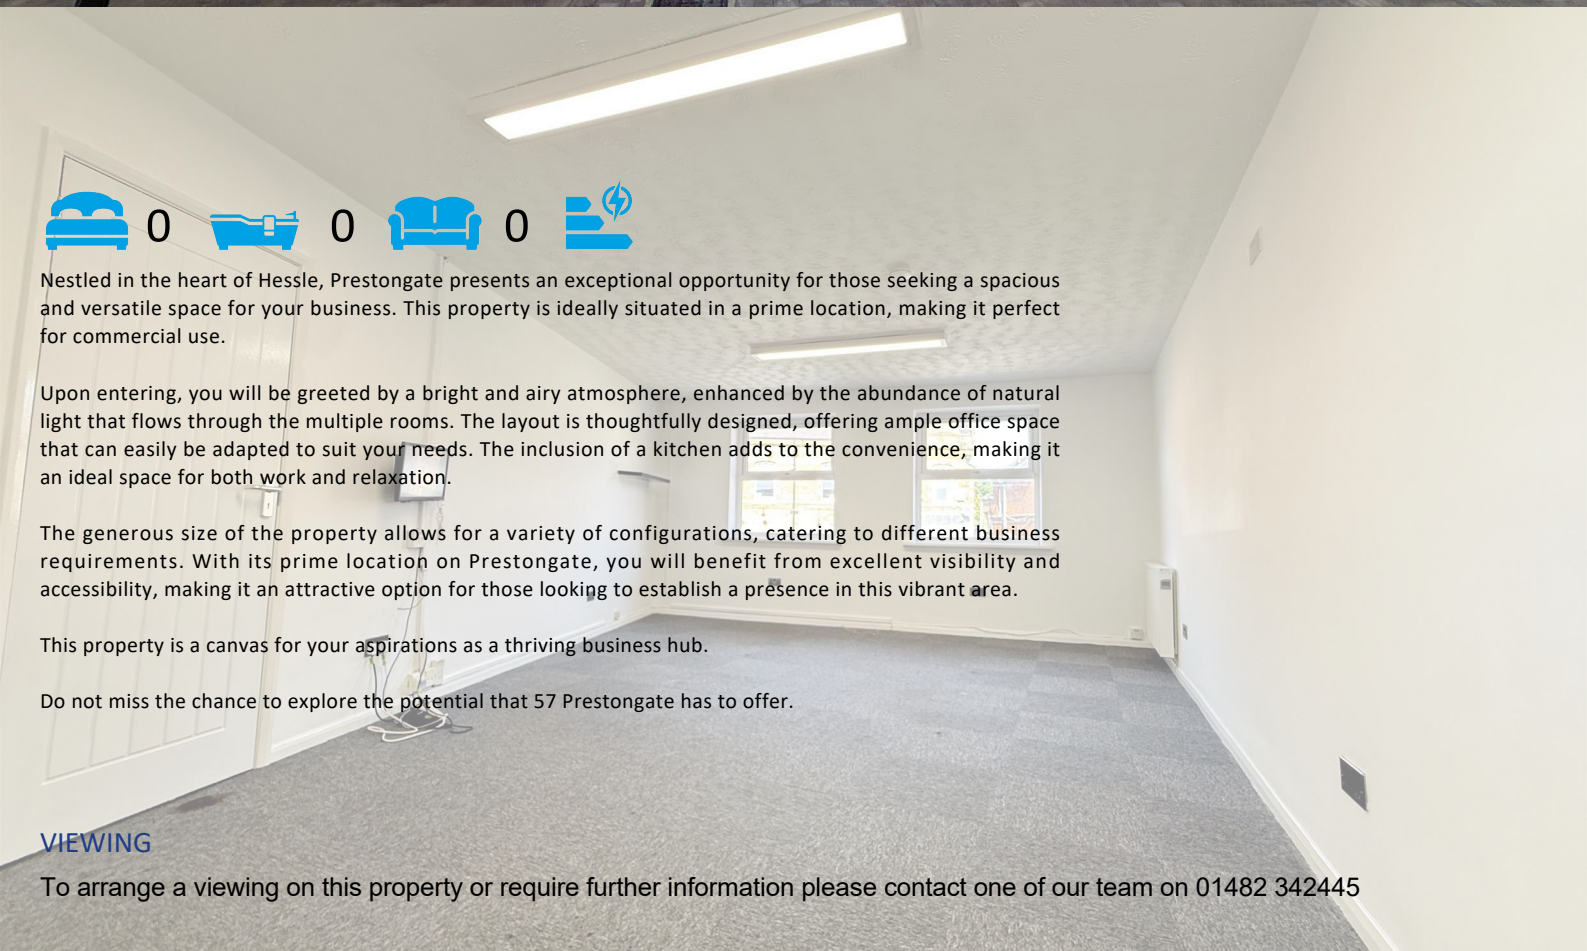 0 0 0
Nestled in the heart of Hessle, Prestongate presents an exceptional opportunity for those seeking a spacious
and versatile space for your business. This property is ideally situated in a prime location, making it perfect
for commercial use.
Upon entering, you will be greeted by a bright and airy atmosphere, enhanced by the abundance of natural
light that flows through the multiple rooms. The layout is thoughtfully designed, offering ample office space
that can easily be adapted to suit your needs. The inclusion of a kitchen adds to the convenience, making it
an ideal space for both work and relaxation.
The generous size of the property allows for a variety of configurations, catering to different business
requirements. With its prime location on Prestongate, you will benefit from excellent visibility and
accessibility, making it an attractive option for those looking to establish a presence in this vibrant area.
This property is a canvas for your aspirations as a thriving business hub.
Do not miss the chance to explore the potential that 57 Prestongate has to offer.
VIEWING
To arrange a viewing on this property or require further information please contact one of our team on 01482 342445